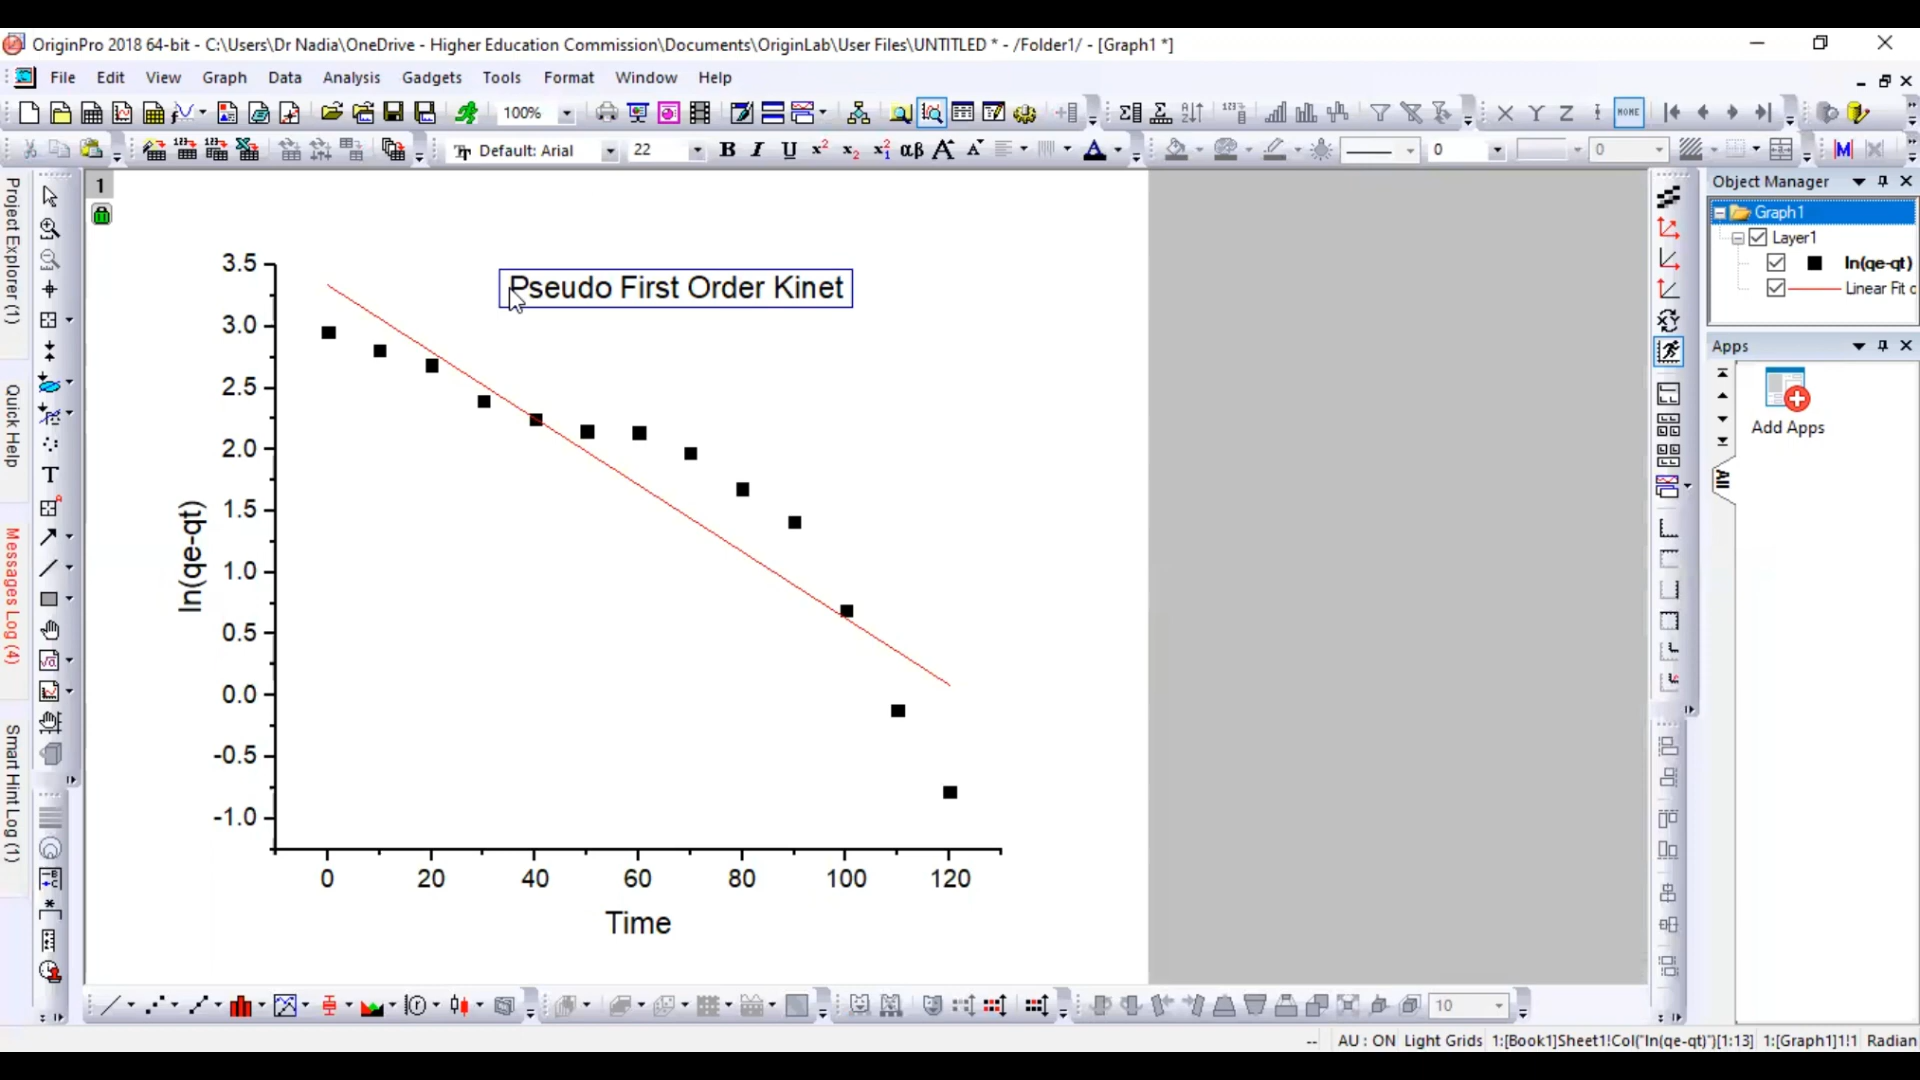 OriginPro 2018 64-bit - C:\Users\Dr Nadia\OneDrive - Higher Education Commission\Documents\OriginLab\User Files\UNTITLED * - /Folder1/ - [Graph1 *]
File Edit View Graph Data Analysis Gadgets Tools Format Window Help
100%
X Y Z HOME
Default: Arial 22 B I U x² x₂ αβ A A A 0 0 M
Project Explorer (1)
Quick Help
Messages Log (4)
Smart Hint Log (1)
T
1
Pseudo First Order Kinet
3.5
3.0
2.5
2.0
1.5
1.0
0.5
0.0
-0.5
-1.0
ln(qe-qt)
0 20 40 60 80 100 120
Time
Object Manager
Graph1
Layer1
ln(qe-qt)
Linear Fit o
Apps
Add Apps
All
10
-- AU : ON Light Grids 1:[Book1]Sheet1!Col("ln(qe-qt)")[1:13] 1:[Graph1]1!1 Radian